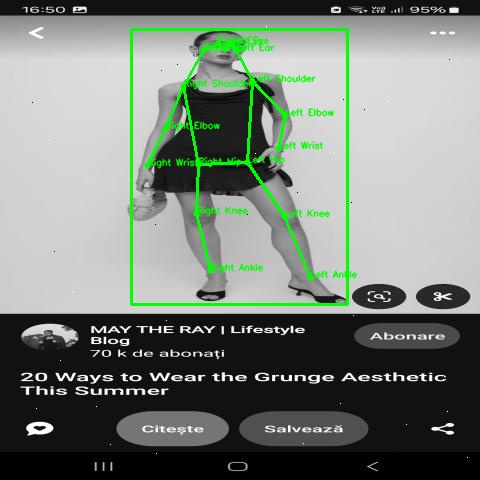 16:50 95%
Left Ear
Right Shoulder Left Shoulder
Left Elbow
Right Elbow
Left Wrist
Right Wrist Right Hip Left Hip
Right Knee Left Knee
Right Ankle Left Ankle
MAY THE RAY | Lifestyle
Blog
70 k de abonați
Abonare
20 Ways to Wear the Grunge Aesthetic
This Summer
Citește Salvează